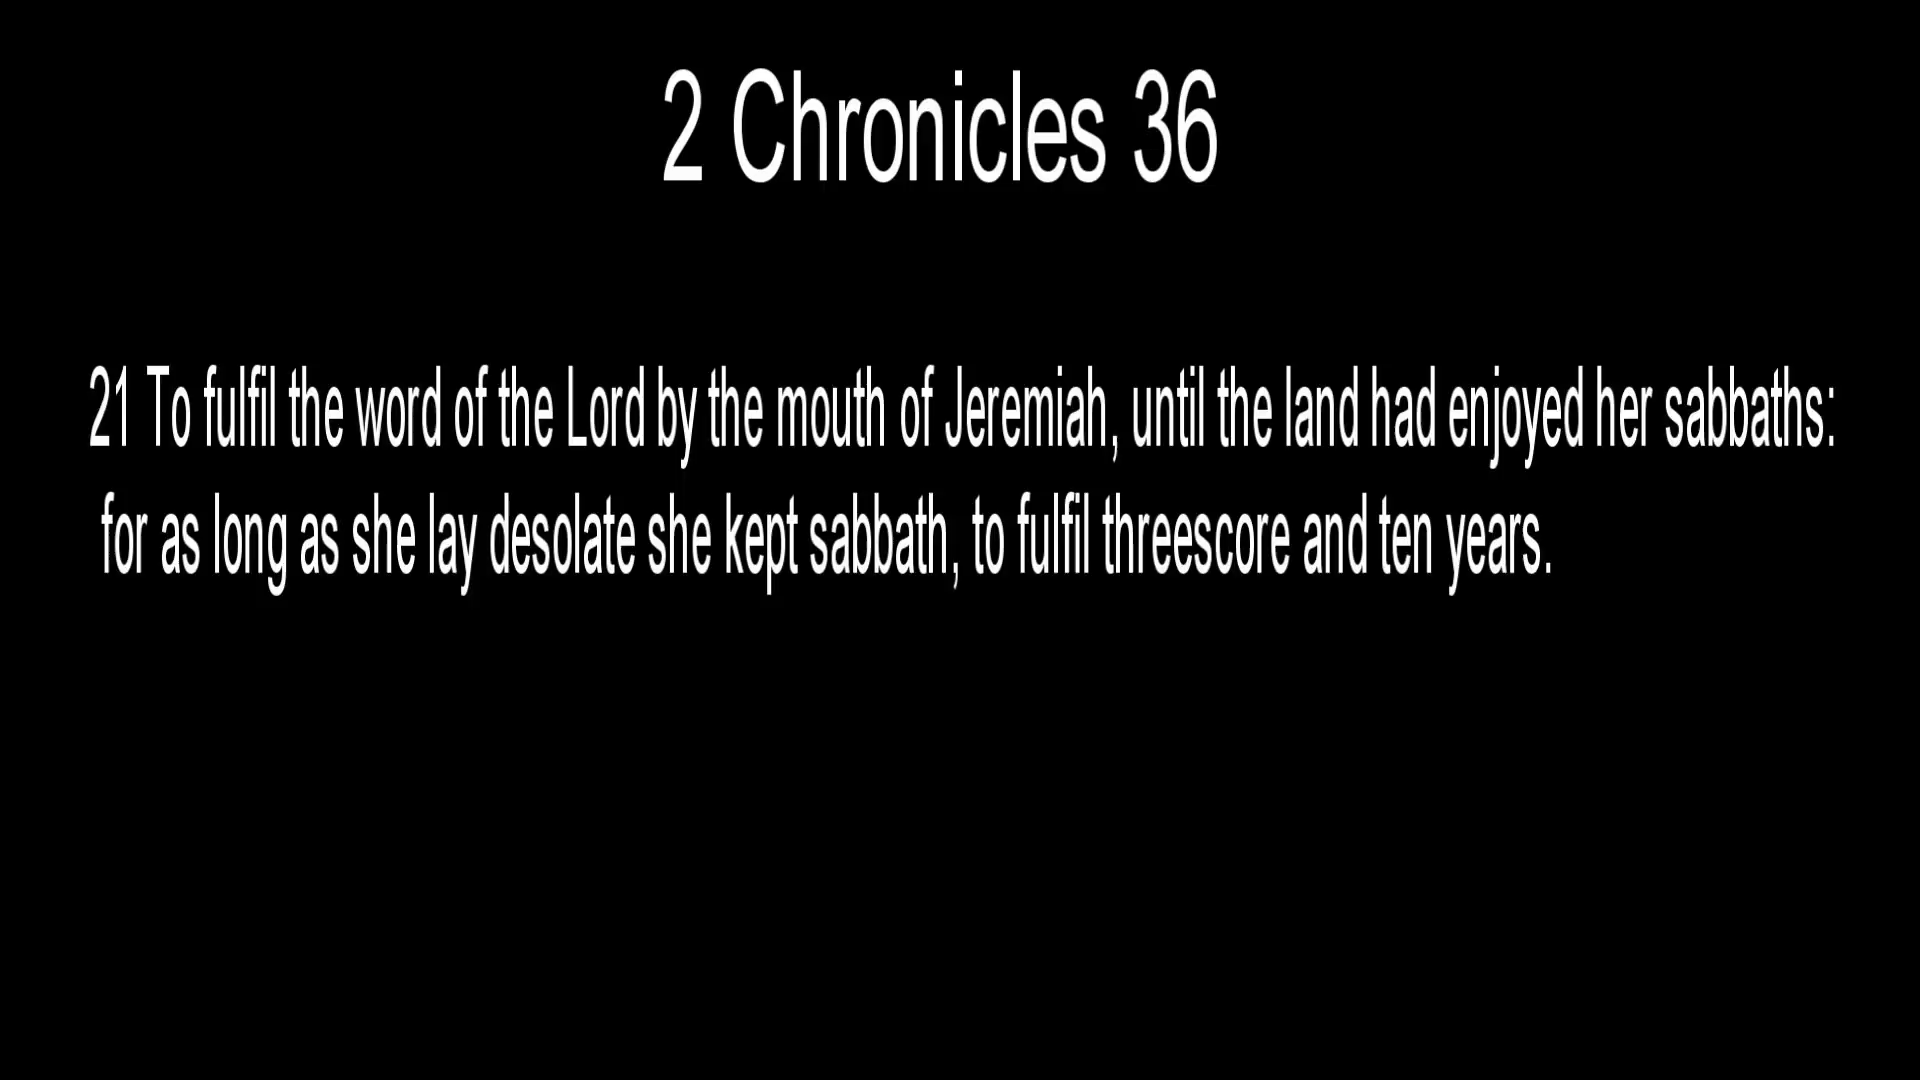 2 Chronicles 36
21 To fulfil the word of the Lord by the mouth of Jeremiah, until the land had enjoyed her sabbaths:
for as long as she lay desolate she kept sabbath, to fulfil threescore and ten years.